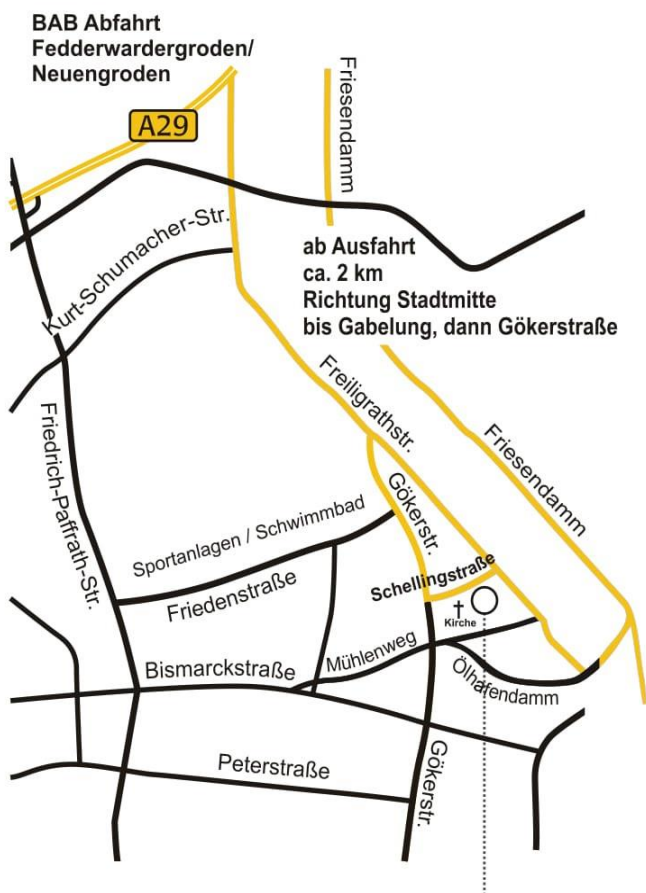 BAB Abfahrt
Fedderwardergroden/
Neuengroden
A29
Friesendamm
Kurt-Schumacher-Str.
ab Ausfahrt
ca. 2 km
Richtung Stadtmitte
bis Gabelung, dann Gökerstraße
Freiligrathstr.
Friesendamm
Friedrich-Paffrath-Str.
Gökerstr.
Sportanlagen / Schwimmbad
Schellingstraße
Friedenstraße
Kirche
Mühlenweg
Bismarckstraße
Ölhafendamm
Peterstraße
Gökerstr.